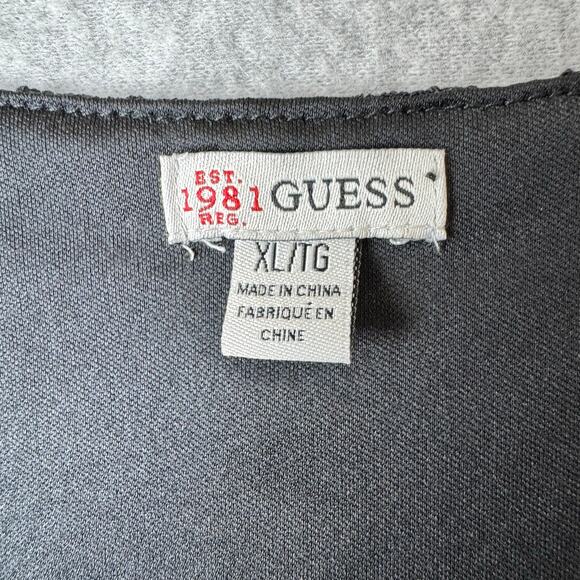 EST.
1981 GUESS
REG.
XL/TG
MADE IN CHINA
FABRIQUÉ EN
CHINE